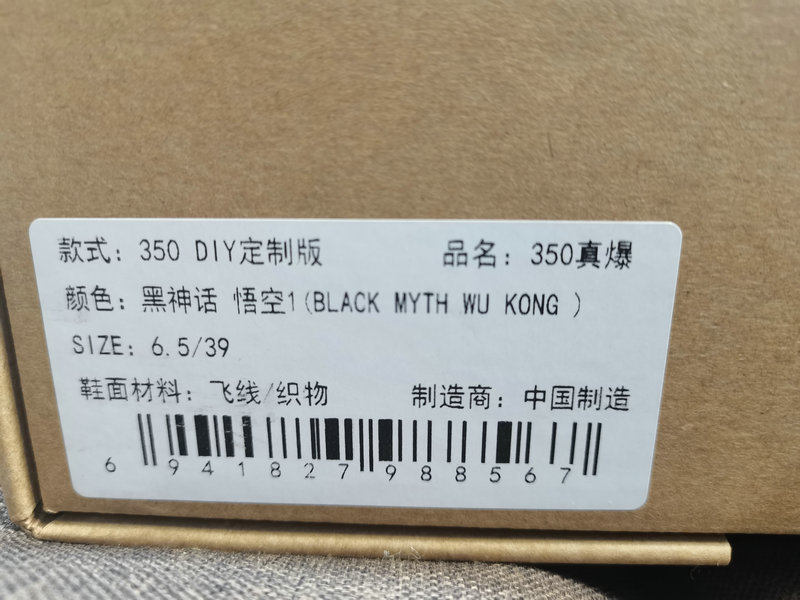 款式：350 DIY定制版 品名：350真爆
颜色：黑神话 悟空1(BLACK MYTH WU KONG )
SIZE: 6.5/39
鞋面材料：飞线/织物 制造商：中国制造
6 941827 988567